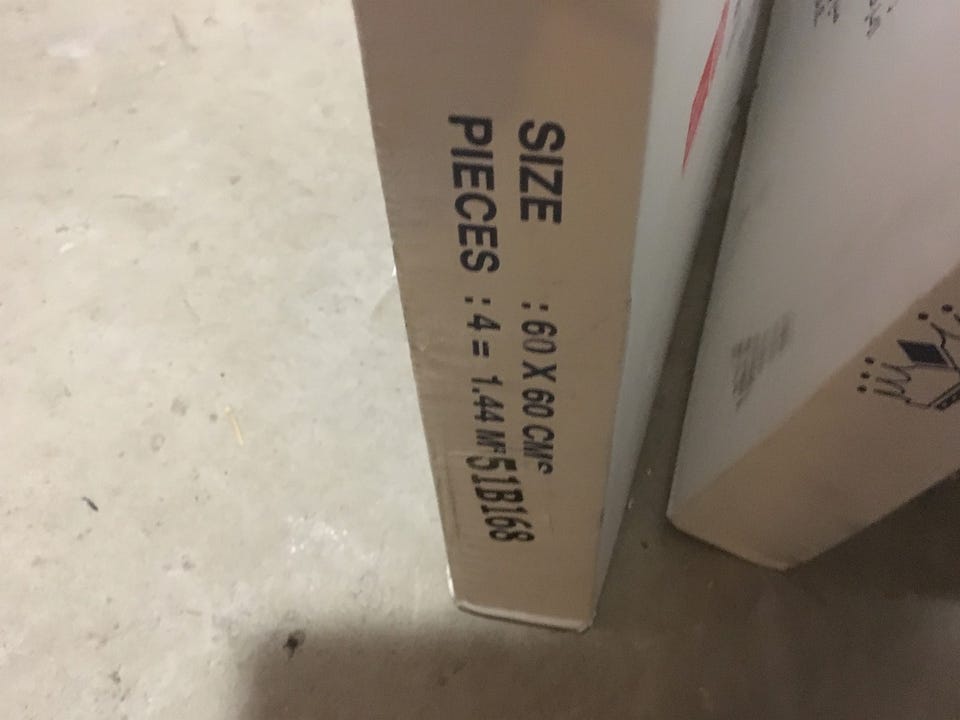 SIZE : 60 X 60 CMS
PIECES : 4 = 1.44 M² 51B168